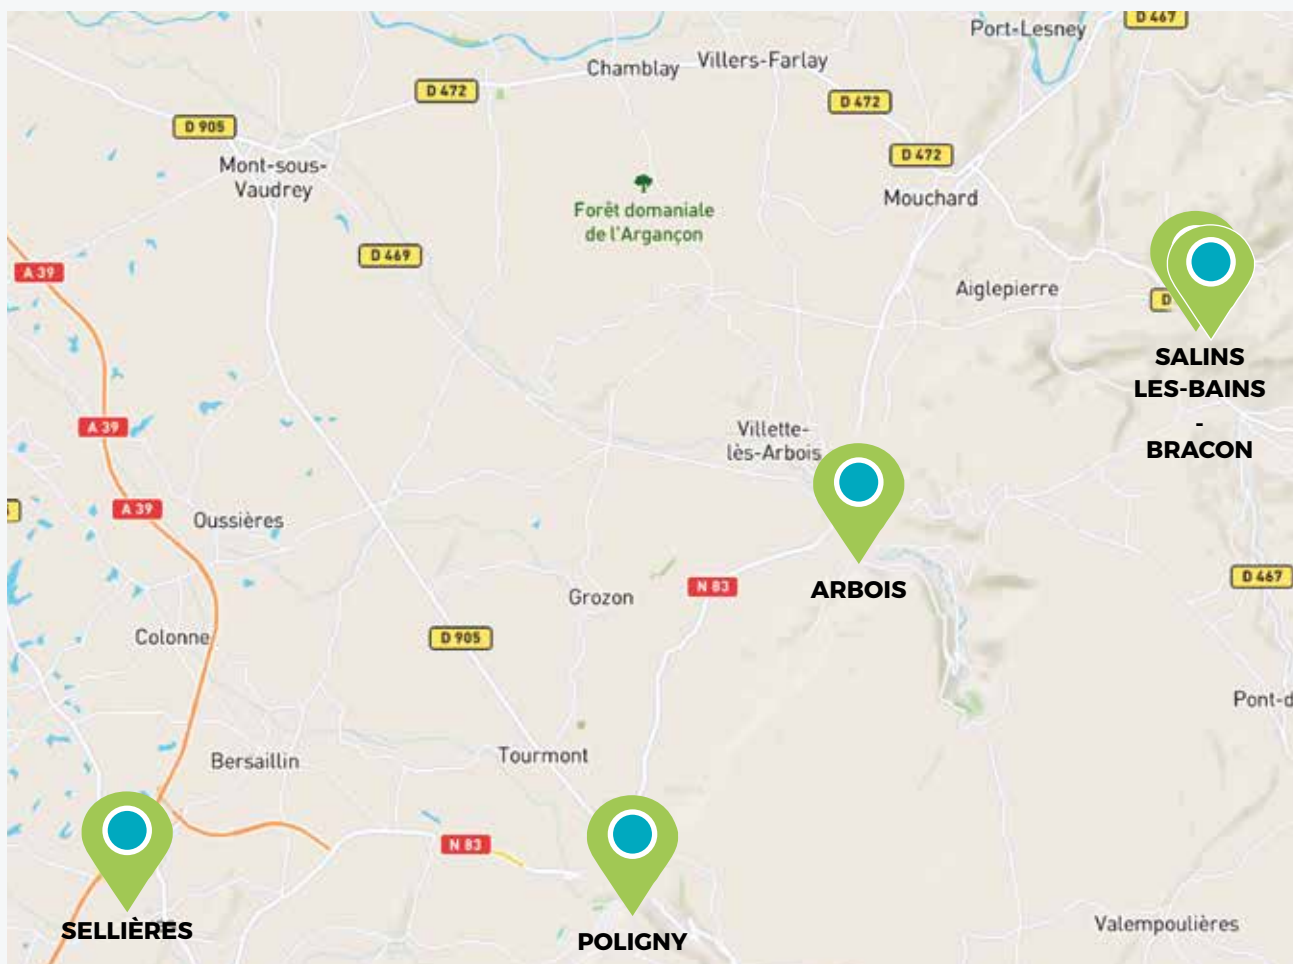 D 467
Port-Lesney
Villers-Farlay
Chamblay
D 472
D 472
D 905
D 472
Mont-sous-
Vaudrey
Mouchard
Forêt domaniale
de l'Argançon
D 469
A 39
Aiglepierre
D
SALINS
LES-BAINS
-
BRACON
A 39
Villette-
lès-Arbois
A 39
Oussières
ARBOIS
N 83
D 467
Grozon
Colonne
D 905
Pont-d
Tourmont
Bersaillin
N 83
SELLIÈRES
POLIGNY
Valempoulières